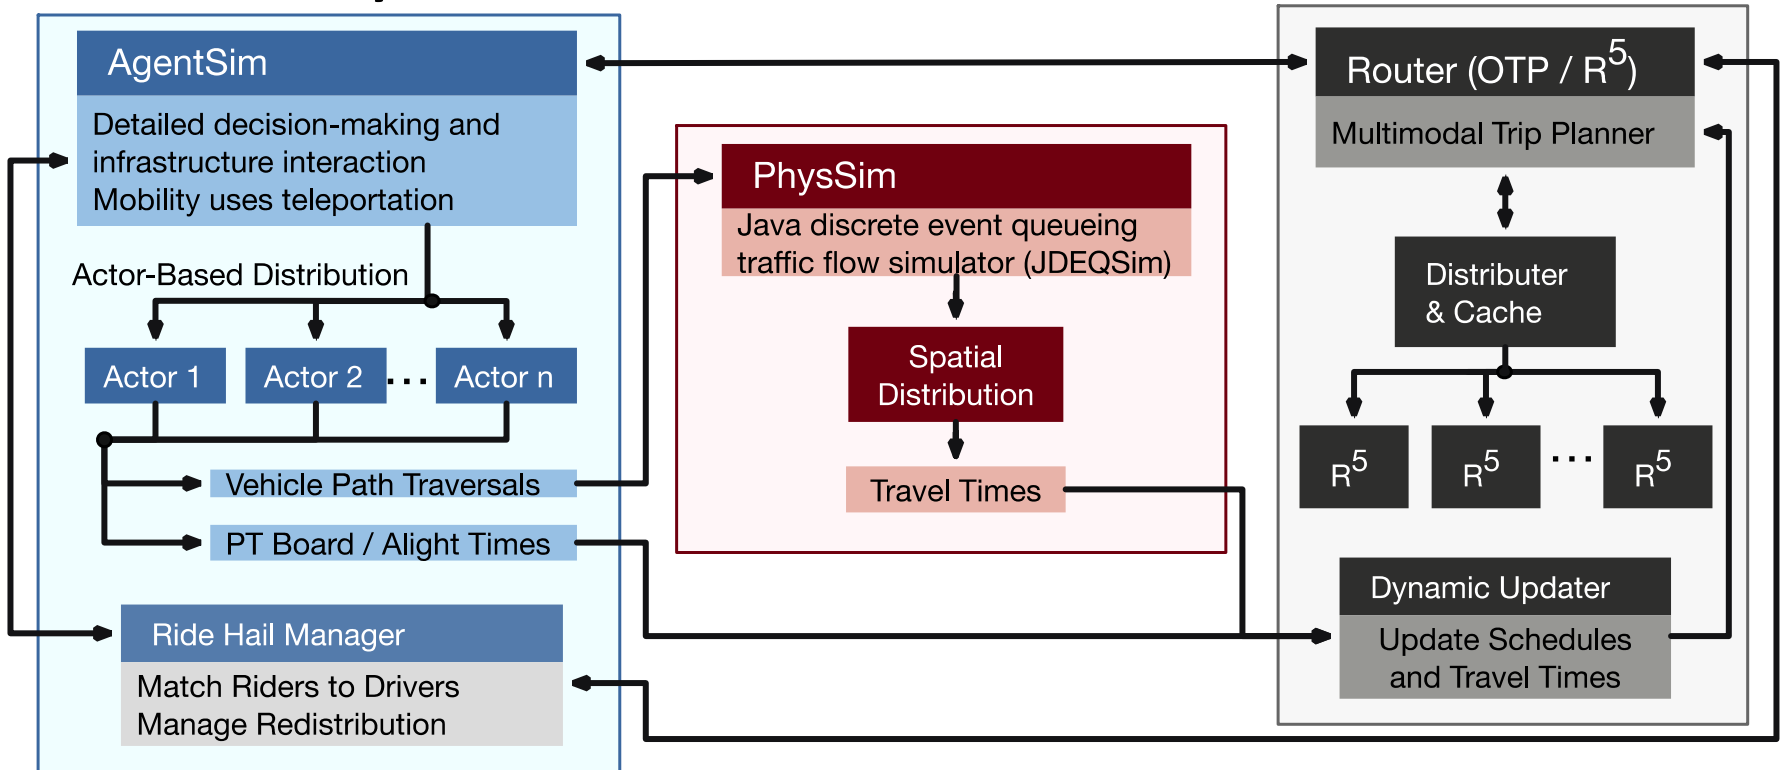 AgentSim
Detailed decision-making and
infrastructure interaction
Mobility uses teleportation
Actor-Based Distribution
Actor 1
Actor 2
...
Actor n
Vehicle Path Traversals
PT Board / Alight Times
Ride Hail Manager
Match Riders to Drivers
Manage Redistribution
PhysSim
Java discrete event queueing
traffic flow simulator (JDEQSim)
Spatial
Distribution
Travel Times
Router (OTP / R⁵)
Multimodal Trip Planner
Distributer
& Cache
R⁵
R⁵
...
R⁵
Dynamic Updater
Update Schedules
and Travel Times